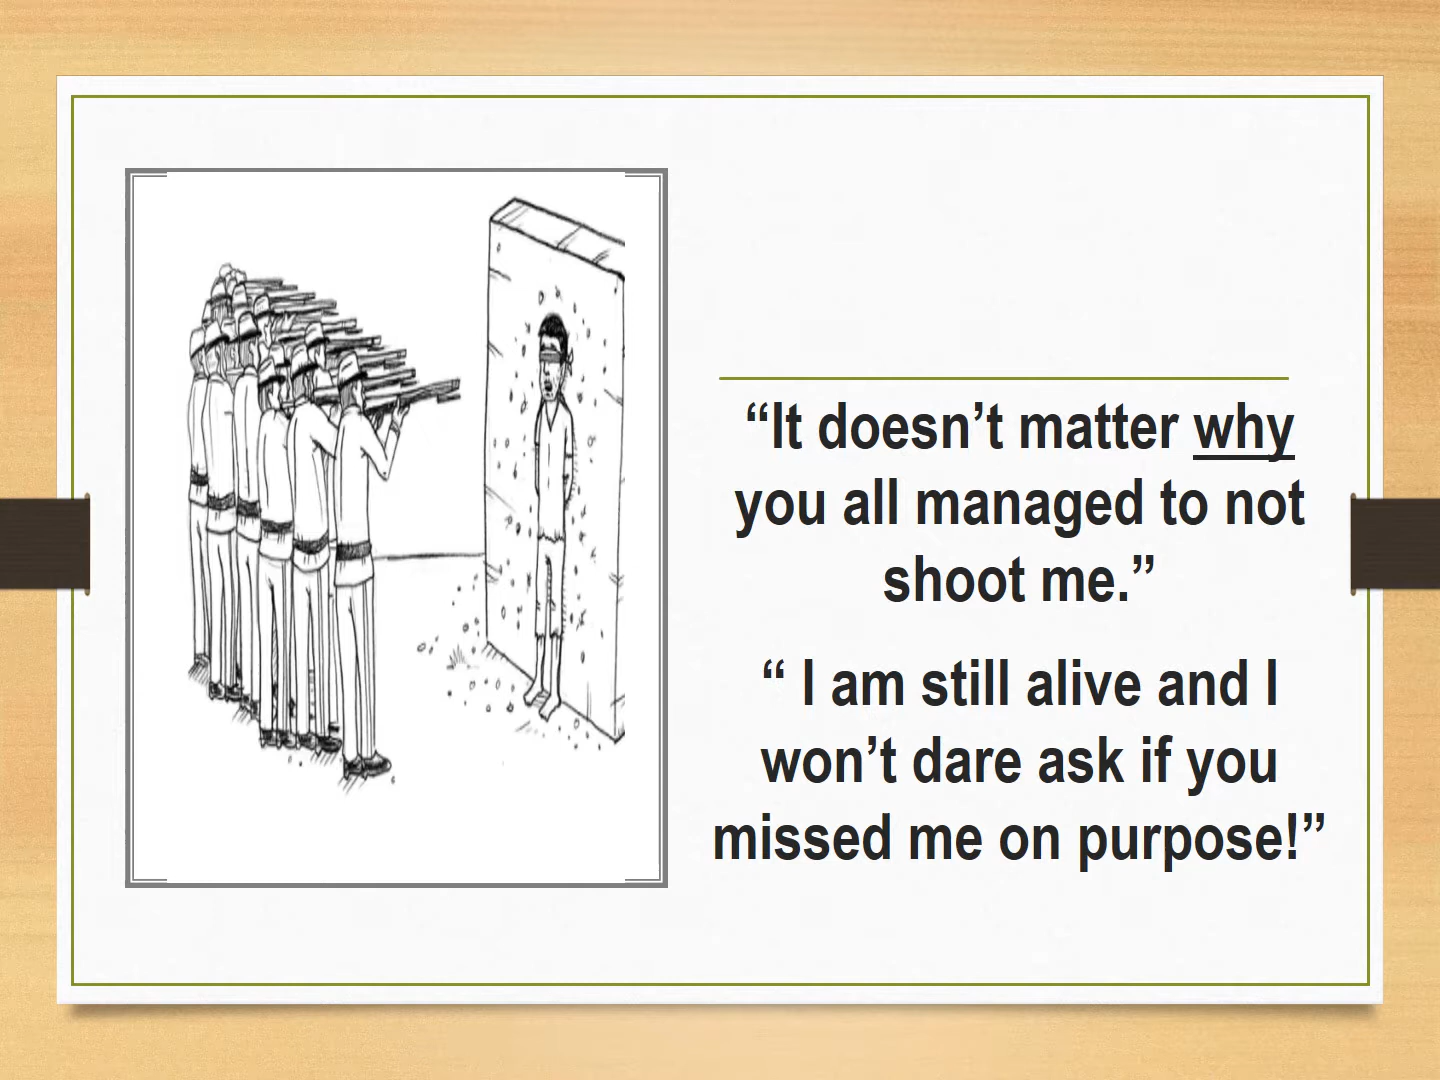 “It doesn’t matter why
you all managed to not
shoot me.”
“ I am still alive and I
won’t dare ask if you
missed me on purpose!”